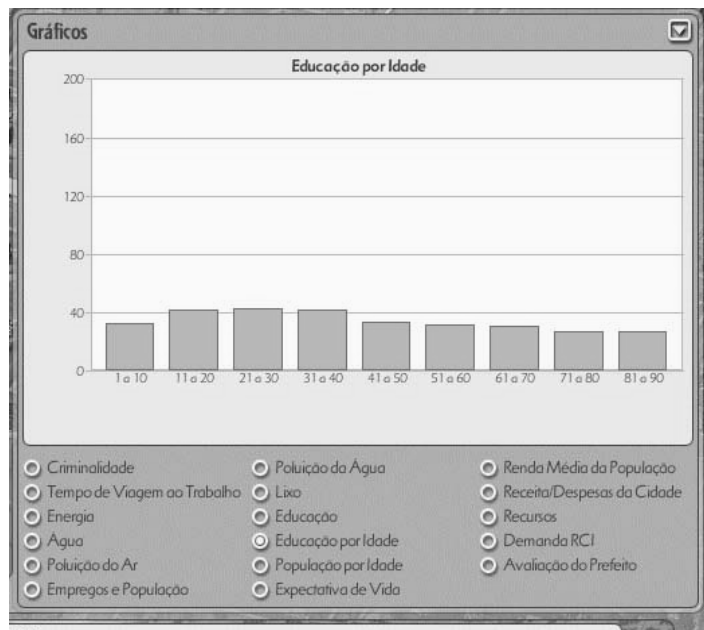 Gráficos
Educação por Idade
200
160
120
80
40
0
1 a 10 11 a 20 21 a 30 31 a 40 41 a 50 51 a 60 61 a 70 71 a 80 81 a 90
Criminalidade
Tempo de Viagem ao Trabalho
Energia
Água
Poluição do Ar
Empregos e População
Poluição da Água
Lixo
Educação
Educação por Idade
População por Idade
Expectativa de Vida
Renda Média da População
Receita/Despesas da Cidade
Recursos
Demanda RCI
Avaliação do Prefeito